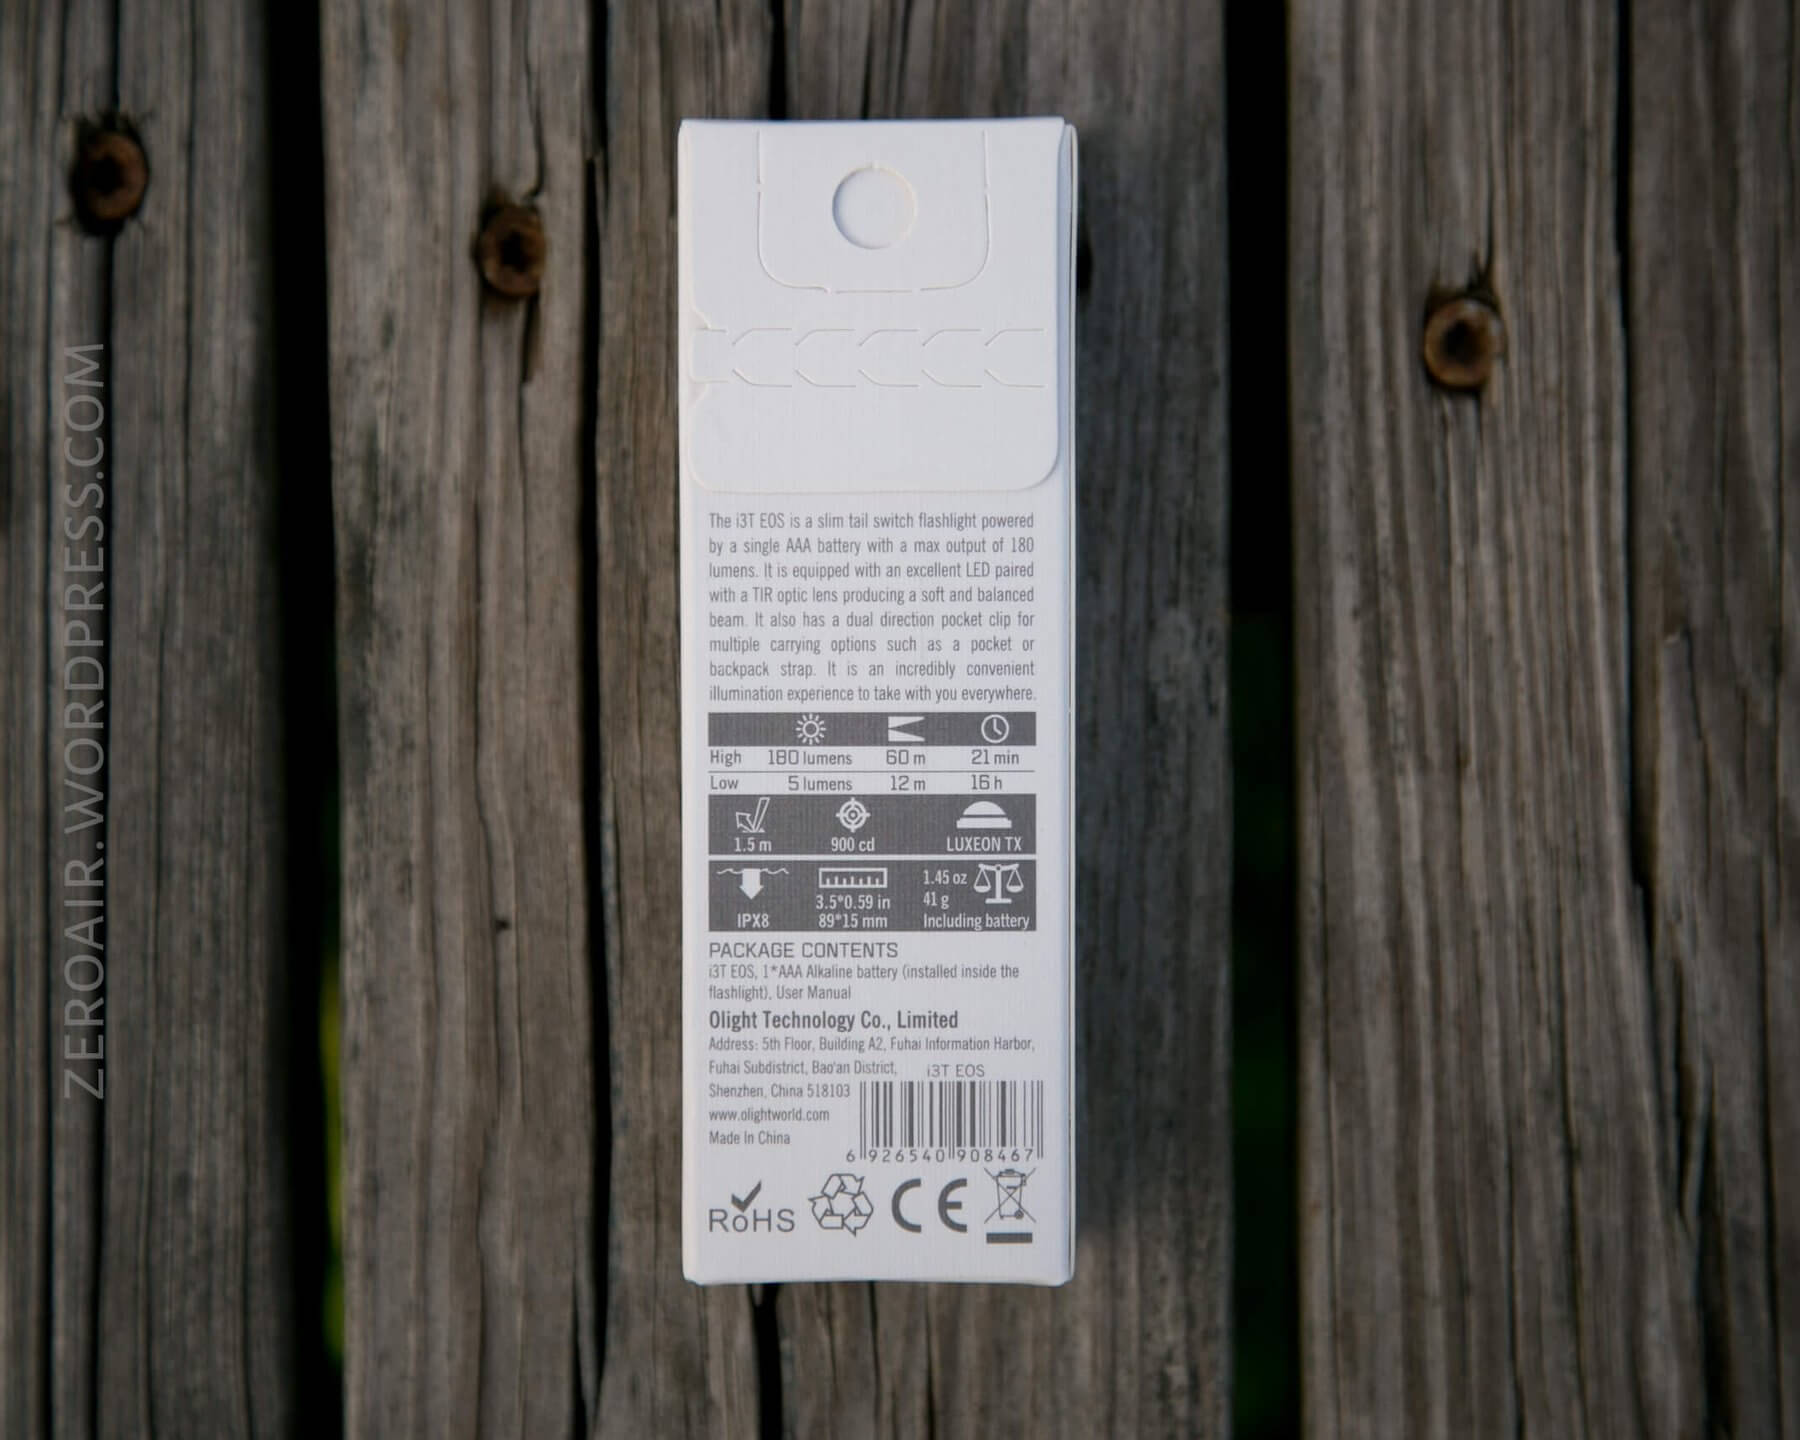 The i3T EOS is a slim tail switch flashlight powered
by a single AAA battery with a max output of 180
lumens. It is equipped with an excellent LED paired
with a TIR optic lens producing a soft and balanced
beam. It also has a dual direction pocket clip for
multiple carrying options such as a pocket or
backpack strap. It is an incredibly convenient
illumination experience to take with you everywhere.
High 180 lumens 60 m 21 min
Low 5 lumens 12 m 16 h
1.5 m 900 cd LUXEON TX
IPX8
3.5*0.59 in
89*15 mm
1.45 oz
41 g
Including battery
PACKAGE CONTENTS
i3T EOS, 1*AAA Alkaline battery (installed inside the
flashlight), User Manual
Olight Technology Co., Limited
Address: 5th Floor, Building A2, Fuhai Information Harbor,
Fuhai Subdistrict, Bao'an District,
Shenzhen, China 518103
www.olightworld.com
Made In China
i3T EOS
6 926540 908467
RoHS CE
ZEROAIR.WORDPRESS.COM